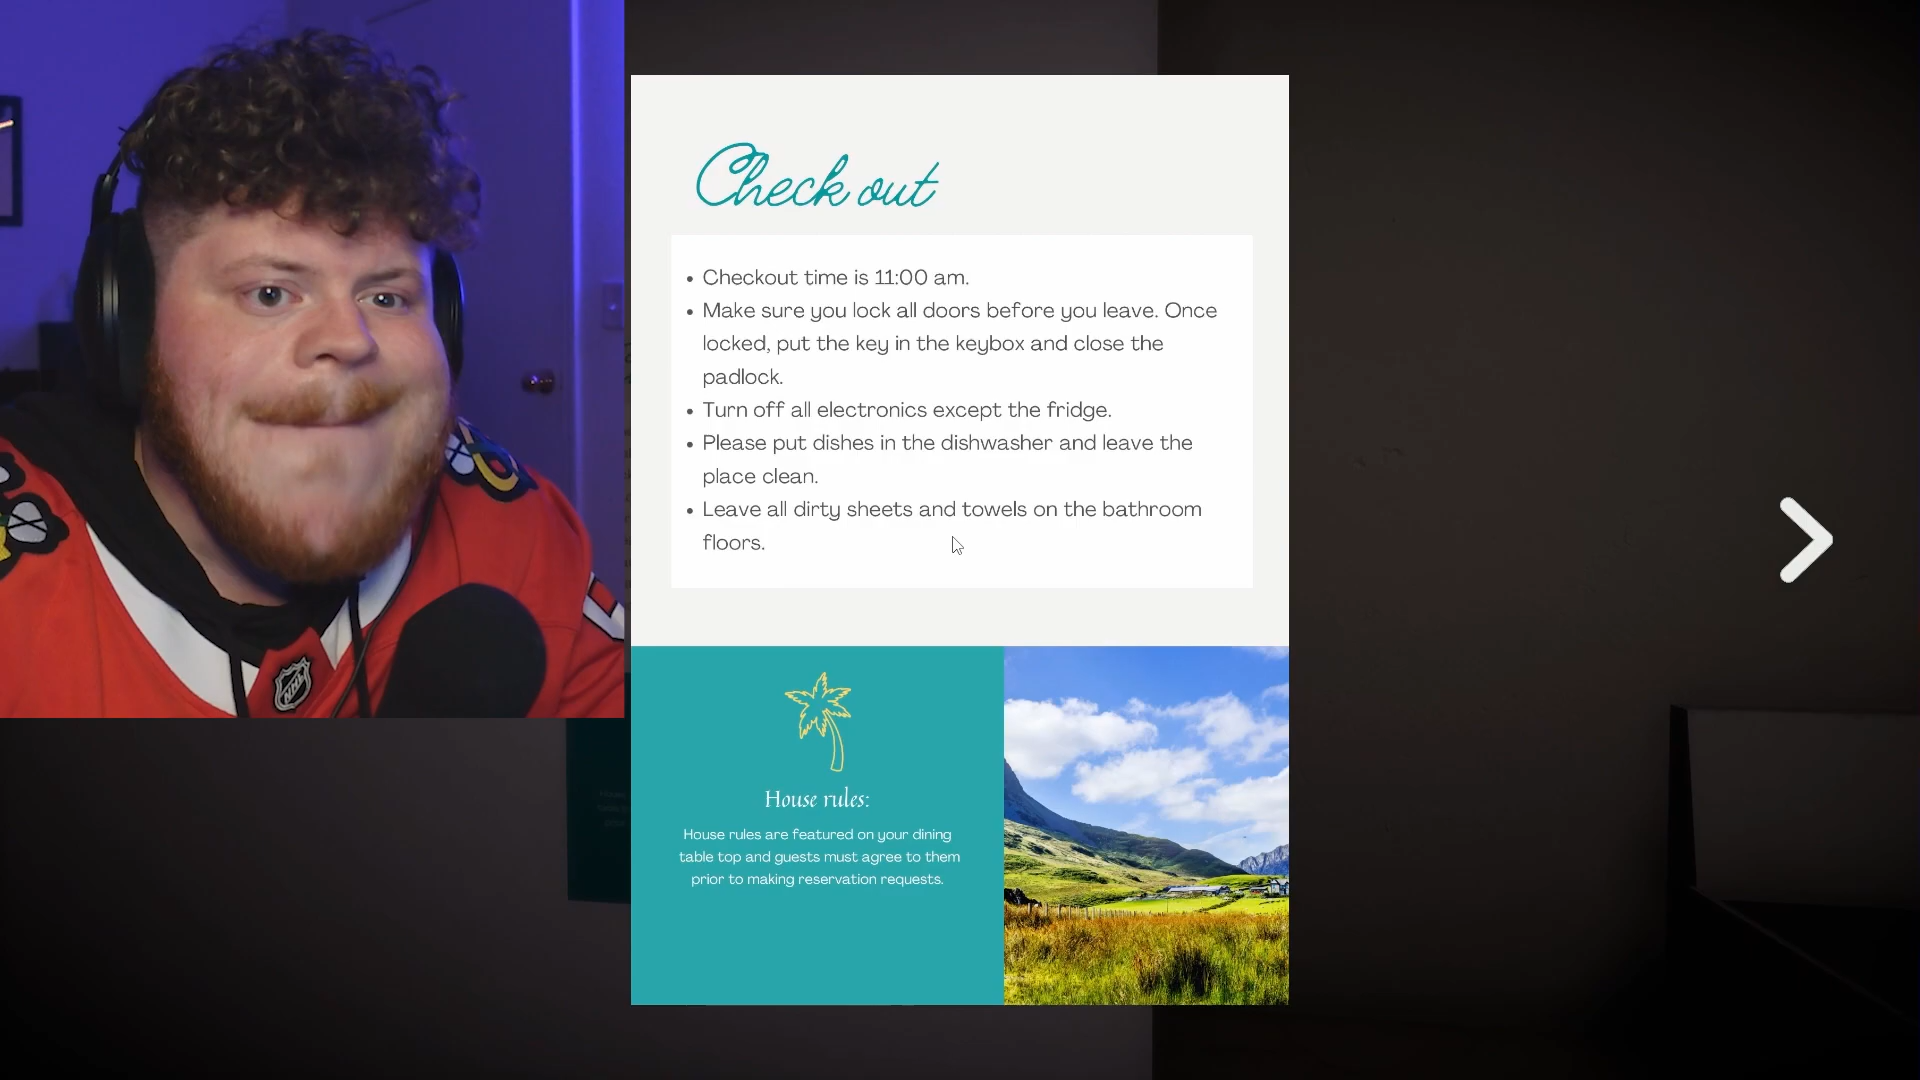 Check out
• Checkout time is 11:00 am.
• Make sure you lock all doors before you leave. Once
locked, put the key in the keybox and close the
padlock.
• Turn off all electronics except the fridge.
• Please put dishes in the dishwasher and leave the
place clean.
• Leave all dirty sheets and towels on the bathroom
floors.
House rules:
House rules are featured on your dining
table top and guests must agree to them
prior to making reservation requests.
NHL